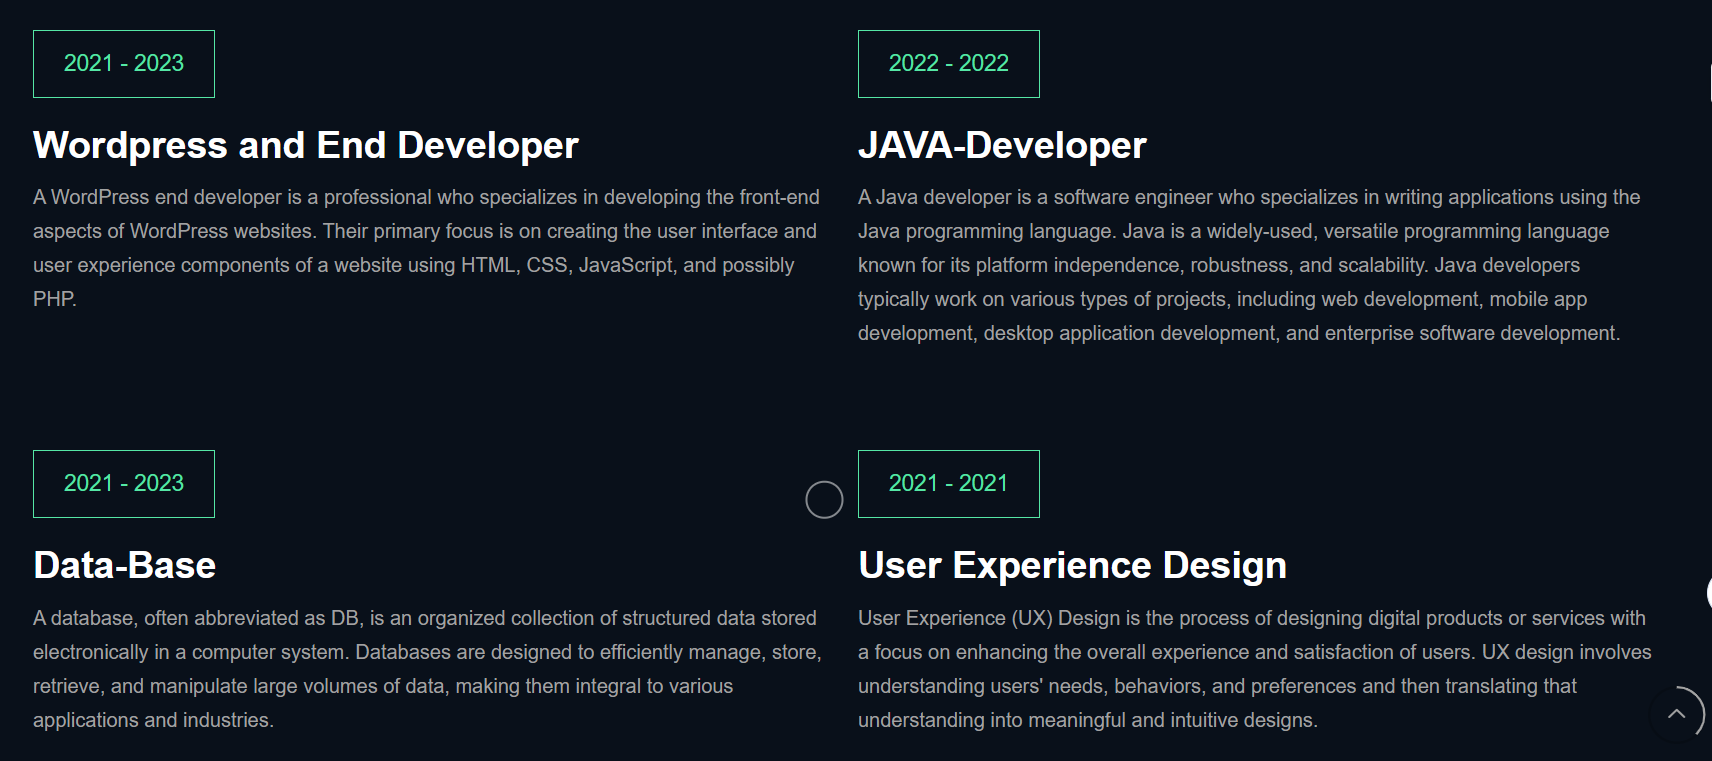 2021 - 2023
Wordpress and End Developer
A WordPress end developer is a professional who specializes in developing the front-end
aspects of WordPress websites. Their primary focus is on creating the user interface and
user experience components of a website using HTML, CSS, JavaScript, and possibly
PHP.
2022 - 2022
JAVA-Developer
A Java developer is a software engineer who specializes in writing applications using the
Java programming language. Java is a widely-used, versatile programming language
known for its platform independence, robustness, and scalability. Java developers
typically work on various types of projects, including web development, mobile app
development, desktop application development, and enterprise software development.
2021 - 2023
Data-Base
A database, often abbreviated as DB, is an organized collection of structured data stored
electronically in a computer system. Databases are designed to efficiently manage, store,
retrieve, and manipulate large volumes of data, making them integral to various
applications and industries.
2021 - 2021
User Experience Design
User Experience (UX) Design is the process of designing digital products or services with
a focus on enhancing the overall experience and satisfaction of users. UX design involves
understanding users' needs, behaviors, and preferences and then translating that
understanding into meaningful and intuitive designs.